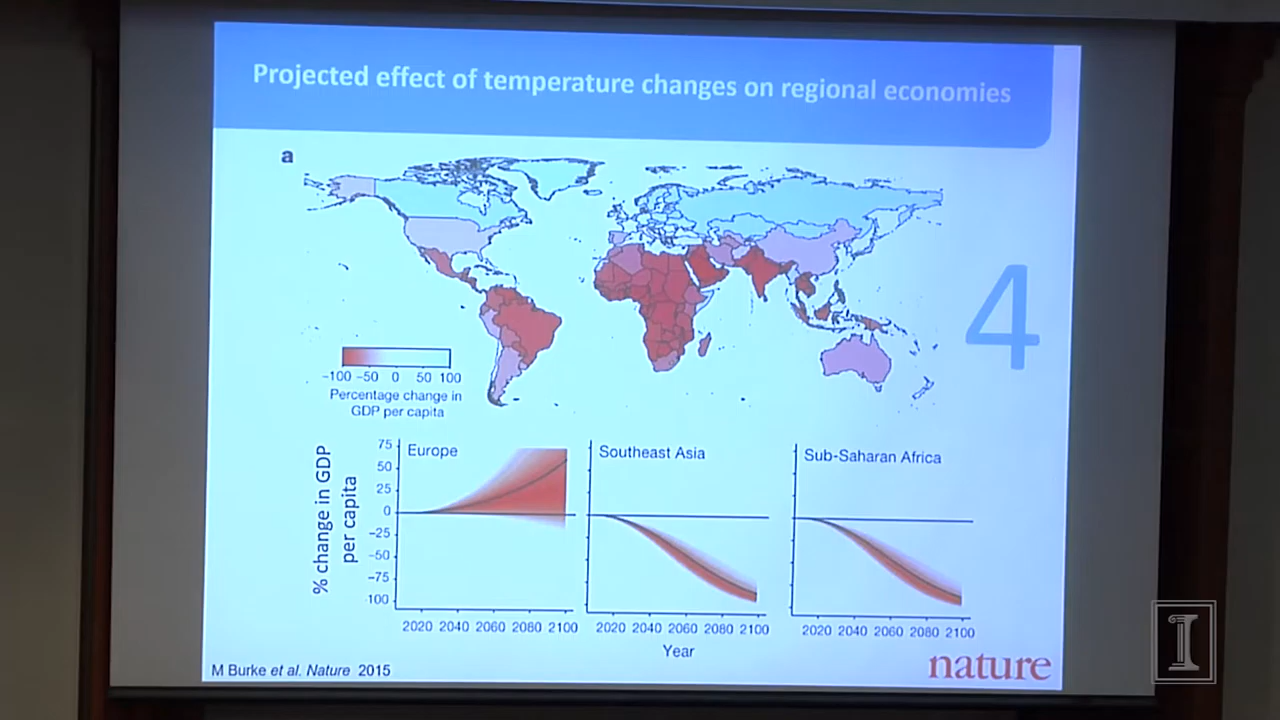 Projected effect of temperature changes on regional economies
a
4
−100 −50 0 50 100
Percentage change in
GDP per capita
% change in GDP
per capita
75
50
25
0
−25
−50
−75
100
Europe
Southeast Asia
Sub-Saharan Africa
2020 2040 2060 2080 2100
2020 2040 2060 2080 2100
2020 2040 2060 2080 2100
Year
M Burke et al. Nature 2015
nature
I